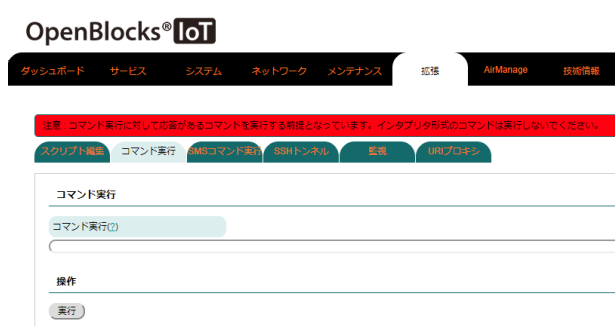 OpenBlocks® IoT
ダッシュボード サービス システム ネットワーク メンテナンス 拡張 AirManage 技術情報
注意：コマンド実行に対して応答があるコマンドを実行する前提となっています。インタプリタ形式のコマンドは実行しないでください。
スクリプト編集 コマンド実行 SMSコマンド実行 SSHトンネル 監視 URIプロキシ
コマンド実行
コマンド実行(?)
操作
実行